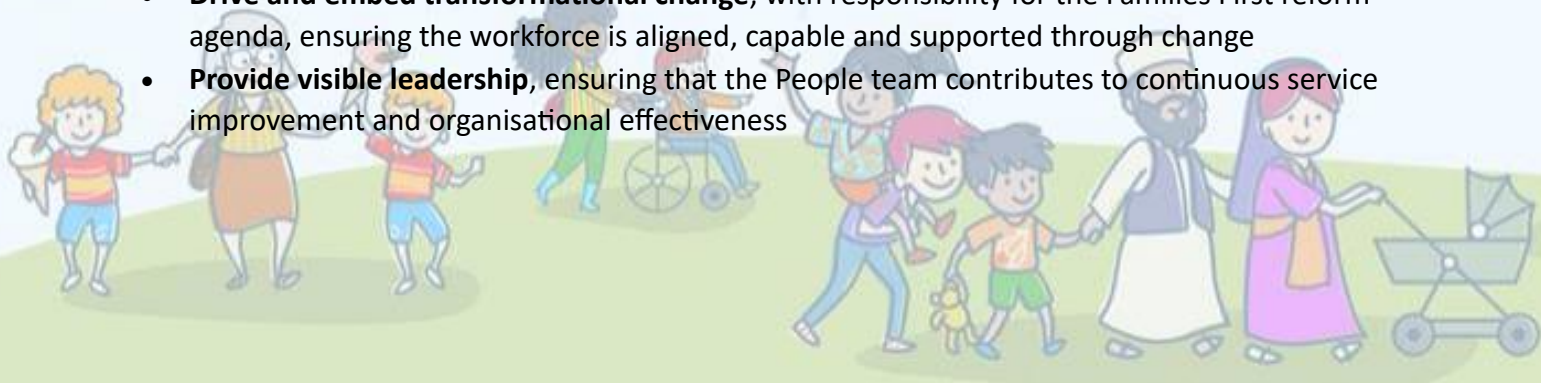 • Drive and embed transformational change, with responsibility for the Families First reform
agenda, ensuring the workforce is aligned, capable and supported through change
• Provide visible leadership, ensuring that the People team contributes to continuous service
improvement and organisational effectiveness